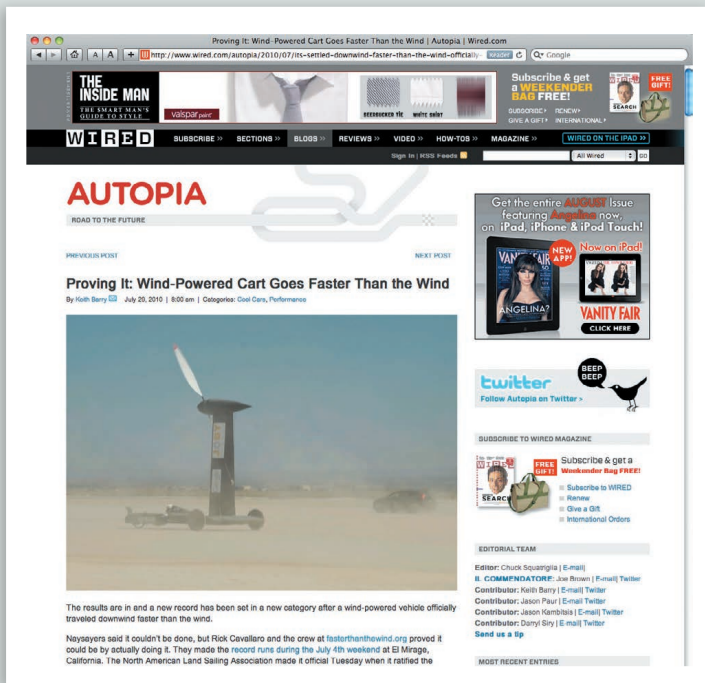 Proving It: Wind-Powered Cart Goes Faster Than the Wind | Autopia | Wired.com
A A + http://www.wired.com/autopia/2010/07/its-settled-downwind-faster-than-the-wind-officially- Reader Google
THE
INSIDE MAN
THE SMART MAN'S
GUIDE TO STYLE
valspar paint
SEERSUCKER TIE WHITE SHIRT
Subscribe & get
a WEEKENDER
BAG FREE!
SUBSCRIBE RENEW
GIVE A GIFT INTERNATIONAL
SEARCH
FREE
GIFT!
WIRED SUBSCRIBE >> SECTIONS >> BLOGS >> REVIEWS >> VIDEO >> HOW-TOS >> MAGAZINE >> WIRED ON THE IPAD >>
Sign In | RSS Feeds All Wired GO
AUTOPIA
ROAD TO THE FUTURE
PREVIOUS POST NEXT POST
Proving It: Wind-Powered Cart Goes Faster Than the Wind
By Keith Barry July 29, 2010 | 8:00 am | Categories: Cool Cars, Performance
The results are in and a new record has been set in a new category after a wind-powered vehicle officially
traveled downwind faster than the wind.
Naysayers said it couldn't be done, but Rick Cavallaro and the crew at fasterthanthewind.org proved it
could be by actually doing it. They made the record runs during the July 4th weekend at El Mirage,
California. The North American Land Sailing Association made it official Tuesday when it ratified the
Get the entire AUGUST Issue
featuring Angelina now,
on iPad, iPhone & iPod Touch!
VANITY FAIR
ANGELINA?
NEW
APP!
Now on iPad!
VANITY FAIR
CLICK HERE
twitter
Follow Autopia on Twitter >
BEEP
BEEP
SUBSCRIBE TO WIRED MAGAZINE
WIRED
SEARCH
FREE
GIFT!
Subscribe & get a
Weekender Bag FREE!
Subscribe to WIRED
Renew
Give a Gift
International Orders
EDITORIAL TEAM
Editor: Chuck Squatriglia | E-mail|
IL COMMENDATORE: Joe Brown | E-mail| Twitter
Contributor: Keith Barry | E-mail| Twitter
Contributor: Jason Paur | E-mail| Twitter
Contributor: Jason Kambitsis | E-mail| Twitter
Contributor: Darryl Siry | E-mail| Twitter
Send us a tip
MOST RECENT ENTRIES